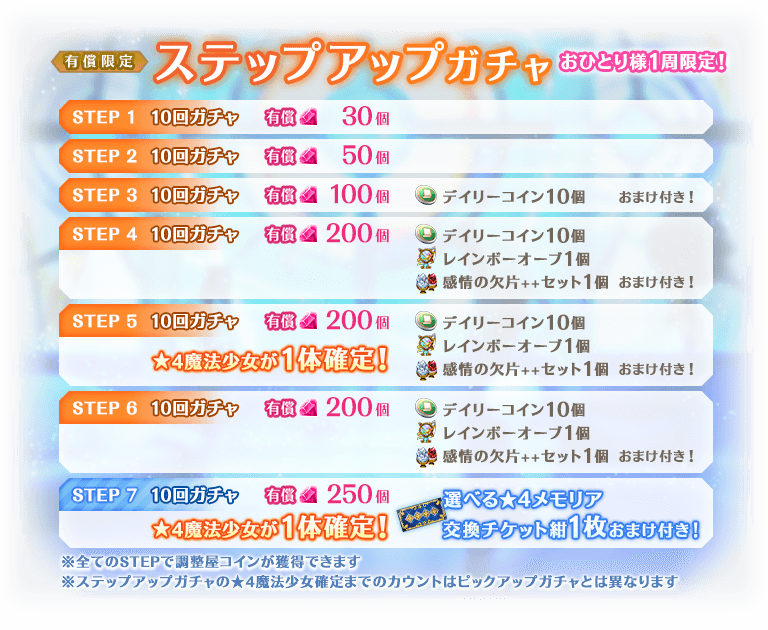 有償限定 ステップアップガチャ おひとり様1周限定!
STEP 1 10回ガチャ 有償 30個
STEP 2 10回ガチャ 有償 50個
STEP 3 10回ガチャ 有償 100個 デイリーコイン10個 おまけ付き!
STEP 4 10回ガチャ 有償 200個 デイリーコイン10個
レインボーオーブ1個
感情の欠片++セット1個 おまけ付き!
STEP 5 10回ガチャ 有償 200個 デイリーコイン10個
レインボーオーブ1個
★4魔法少女が1体確定!
感情の欠片++セット1個 おまけ付き!
STEP 6 10回ガチャ 有償 200個 デイリーコイン10個
レインボーオーブ1個
感情の欠片++セット1個 おまけ付き!
STEP 7 10回ガチャ 有償 250個 選べる★4メモリア
★4魔法少女が1体確定! 交換チケット紺1枚おまけ付き!
※全てのSTEPで調整屋コインが獲得できます
※ステップアップガチャの★4魔法少女確定までのカウントはピックアップガチャとは異なります